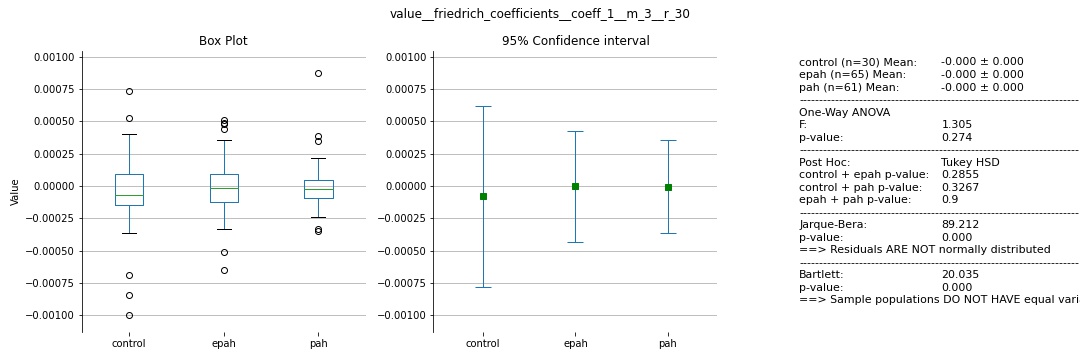 value__friedrich_coefficients__coeff_1__m_3__r_30
Box Plot
0.00100
0.00075
0.00050
0.00025
0.00000
−0.00025
−0.00050
−0.00075
−0.00100
Value
control epah pah
95% Confidence interval
0.00100
0.00075
0.00050
0.00025
0.00000
−0.00025
−0.00050
−0.00075
−0.00100
control epah pah
control (n=30) Mean: -0.000 ± 0.000
epah (n=65) Mean: -0.000 ± 0.000
pah (n=61) Mean: -0.000 ± 0.000
One-Way ANOVA
F: 1.305
p-value: 0.274
Post Hoc: Tukey HSD
control + epah p-value: 0.2855
control + pah p-value: 0.3267
epah + pah p-value: 0.9
Jarque-Bera: 89.212
p-value: 0.000
==> Residuals ARE NOT normally distributed
Bartlett: 20.035
p-value: 0.000
==> Sample populations DO NOT HAVE equal vari